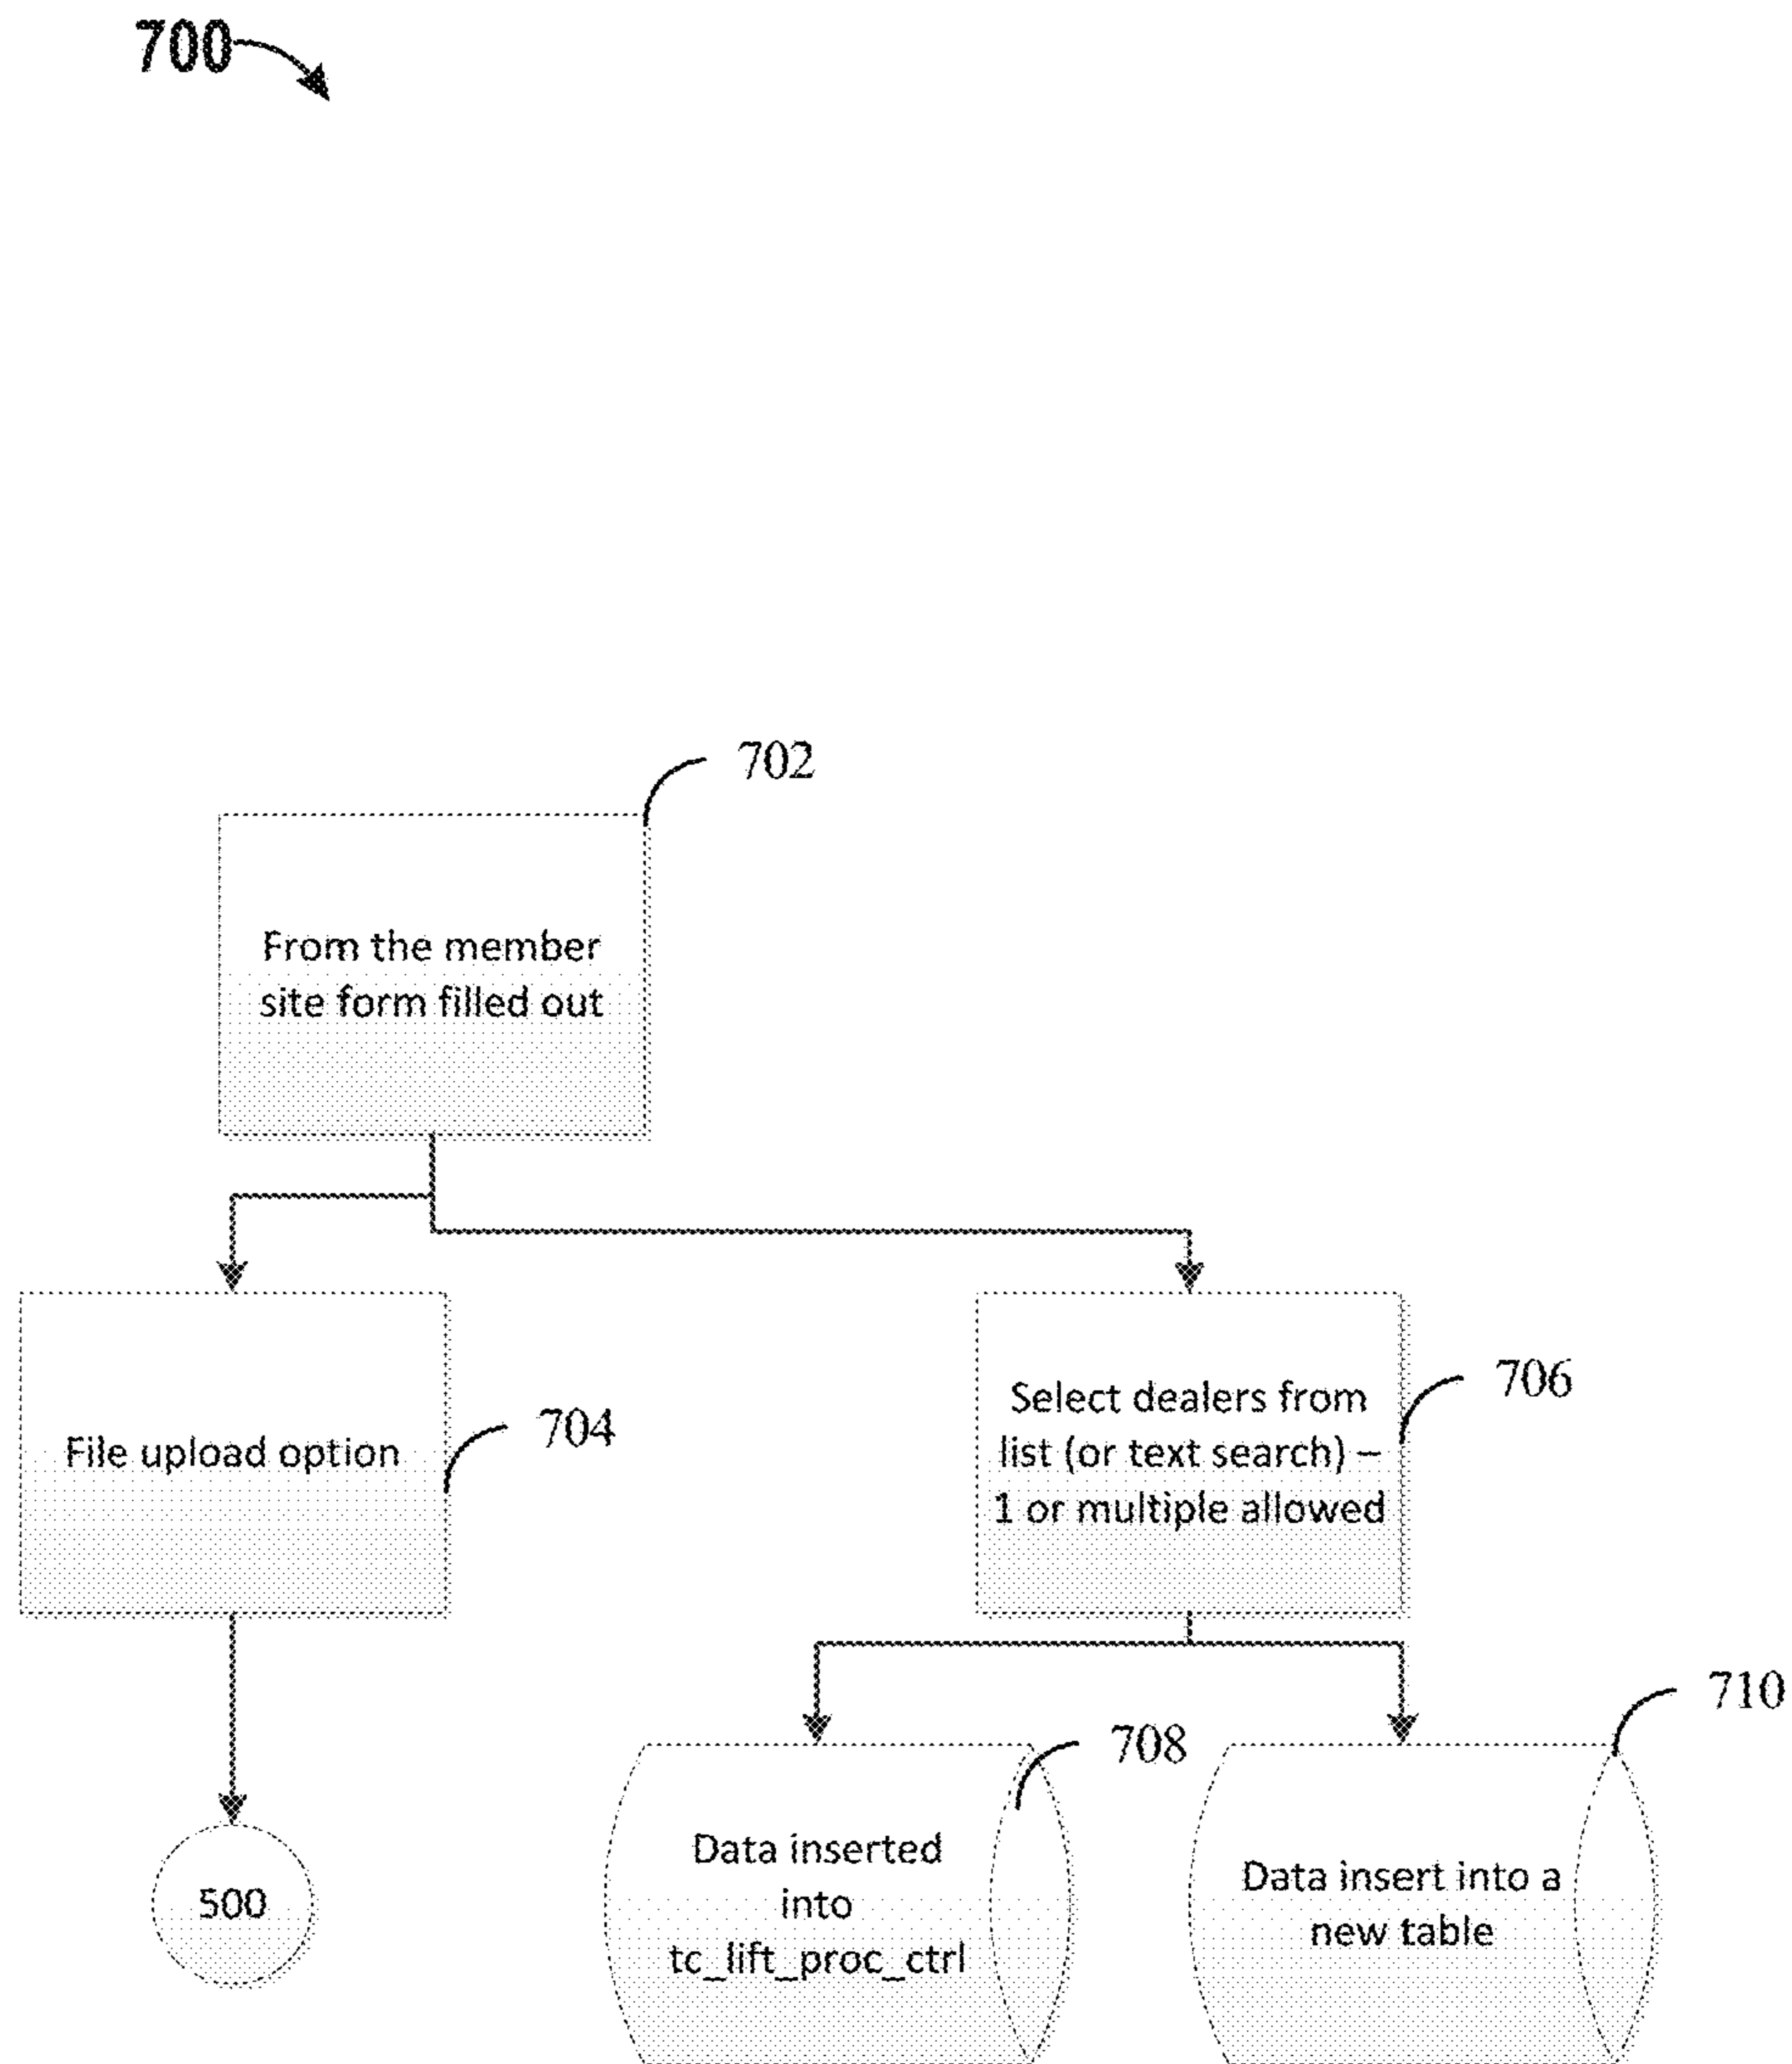 700
702
From the member
site form filled out
File upload option
704
Select dealers from
list (or text search) –
1 or multiple allowed
706
500
Data inserted
into
tc_lift_proc_ctrl
708
Data insert into a
new table
710